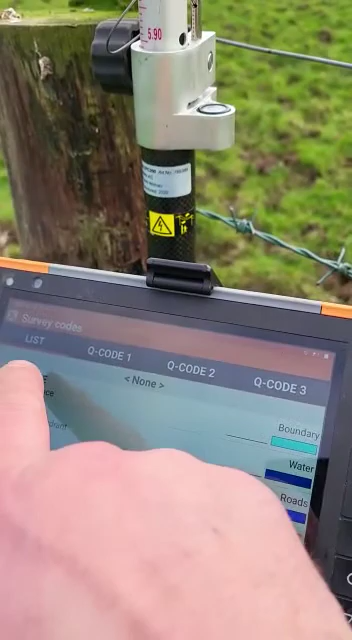 5.90
Survey codes
LIST
Q-CODE 1
Q-CODE 2
Q-CODE 3
< None >
Boundary
Water
Roads